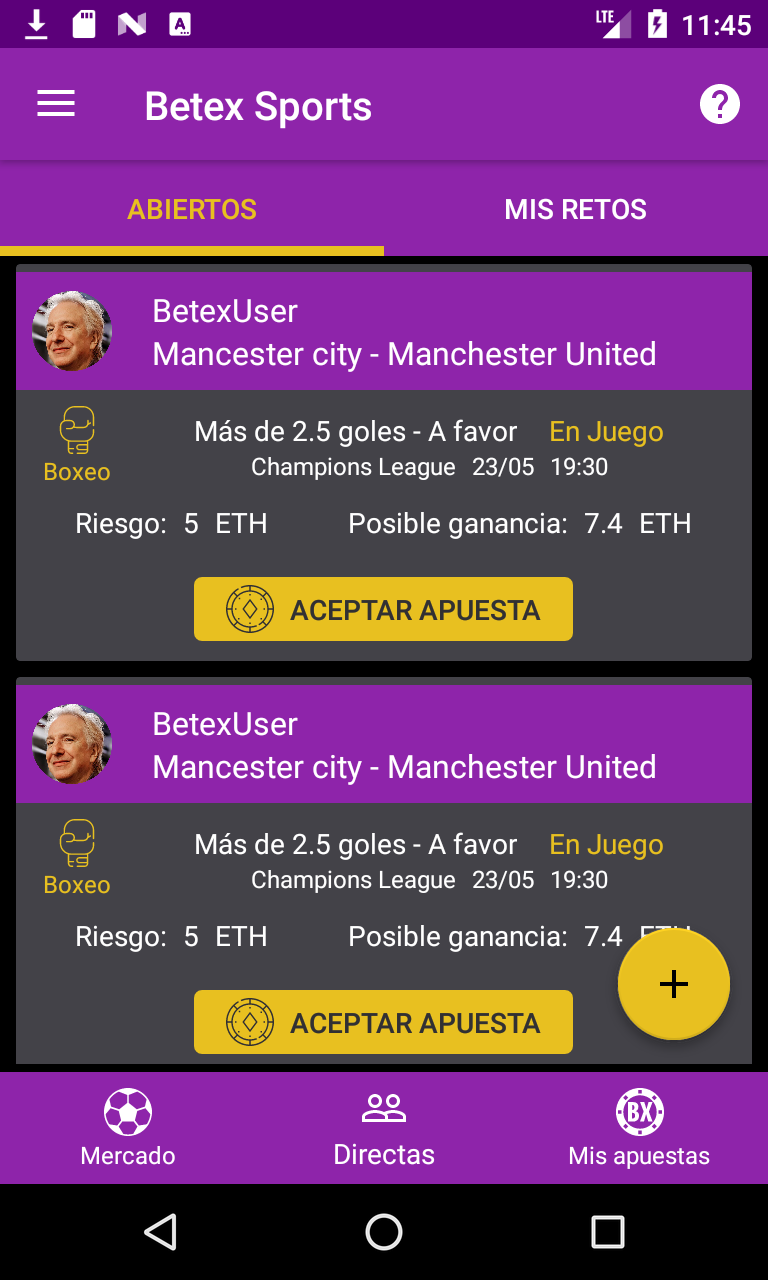 LTE 11:45
Betex Sports
ABIERTOS MIS RETOS
BetexUser
Mancester city - Manchester United
Más de 2.5 goles - A favor En Juego
Boxeo Champions League 23/05 19:30
Riesgo: 5 ETH Posible ganancia: 7.4 ETH
ACEPTAR APUESTA
BetexUser
Mancester city - Manchester United
Más de 2.5 goles - A favor En Juego
Boxeo Champions League 23/05 19:30
Riesgo: 5 ETH Posible ganancia: 7.4 ETH
ACEPTAR APUESTA
BX
Mercado Directas Mis apuestas